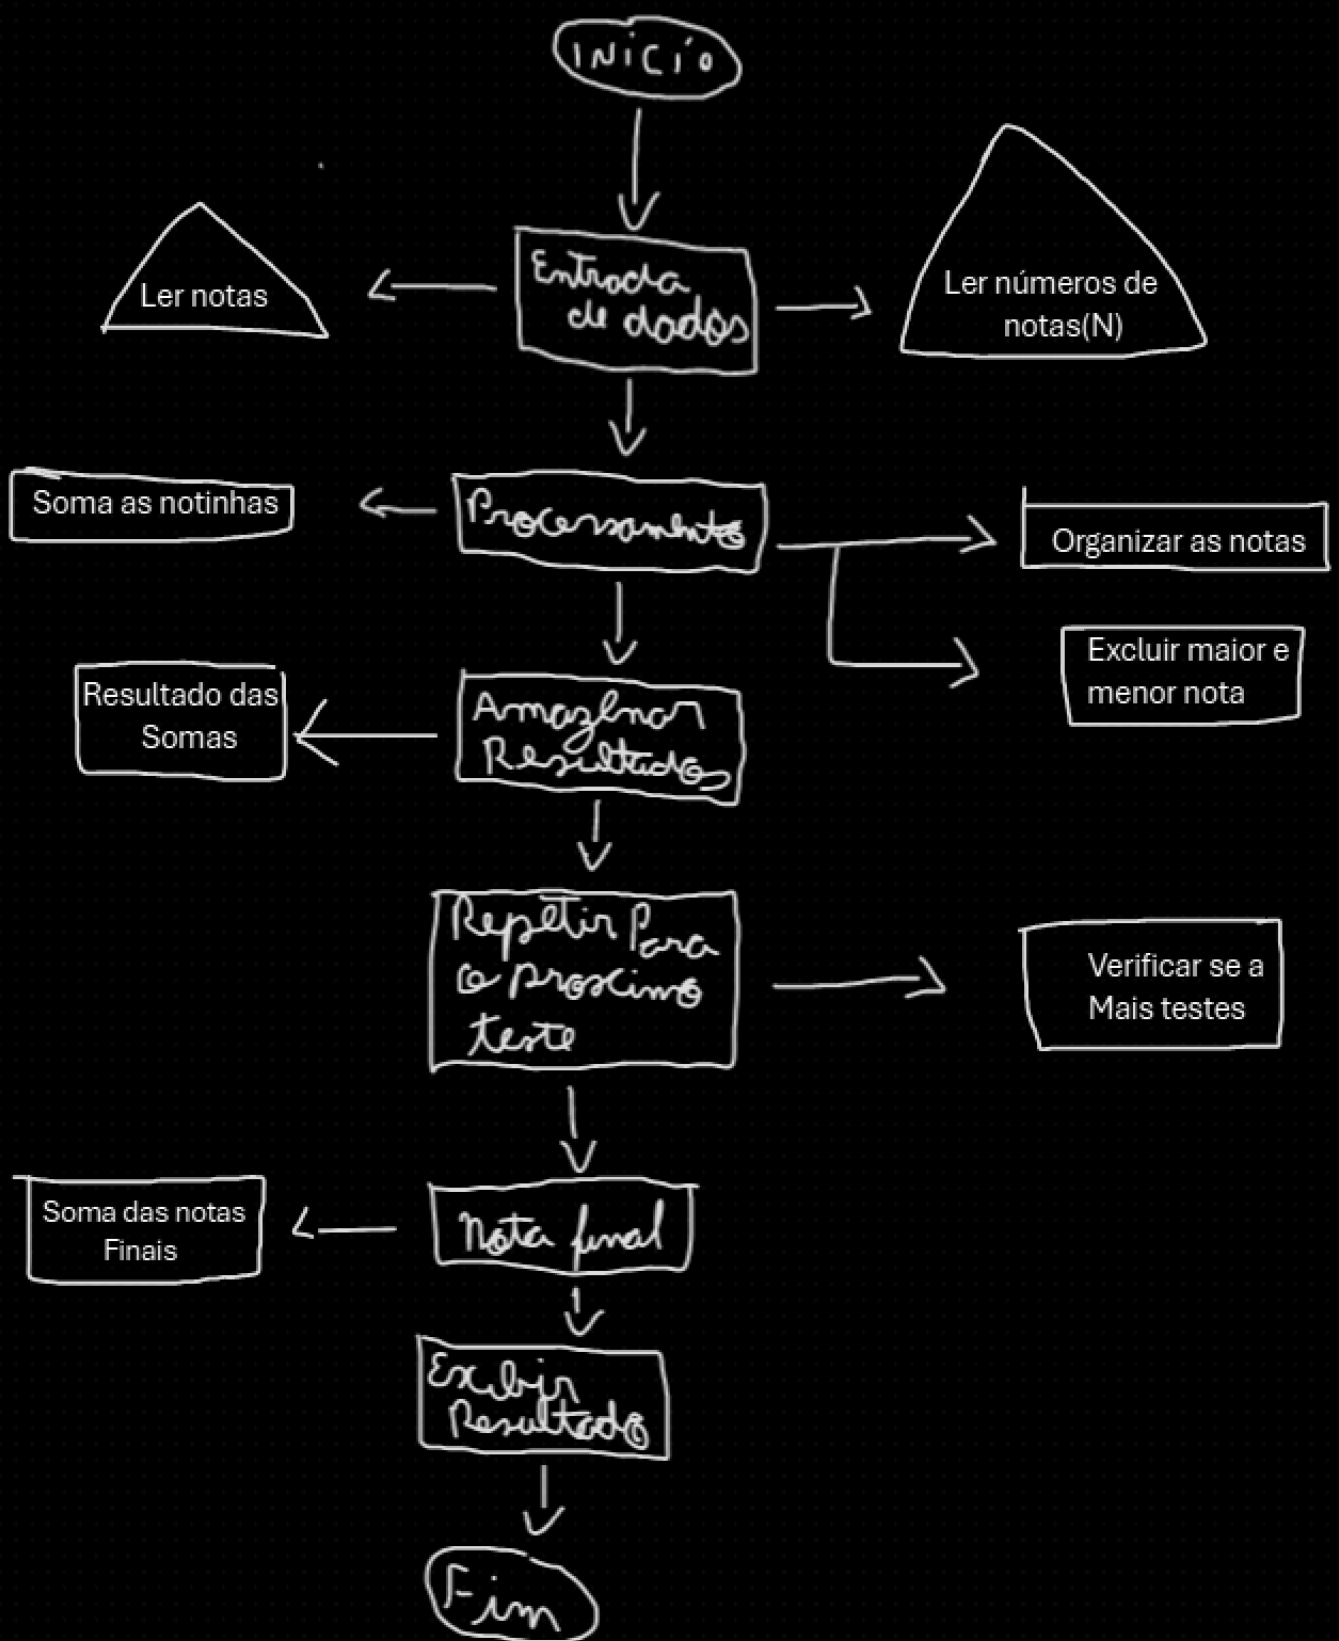 INICIO
Entrada
de dados
Ler notas
Ler números de
notas(N)
Processamento
Soma as notinhas
Organizar as notas
Excluir maior e
menor nota
Amazenar
Resultados
Resultado das
Somas
Repetir Para
o proximo
teste
Verificar se a
Mais testes
Nota final
Soma das notas
Finais
Exibir
Resultado
Fim